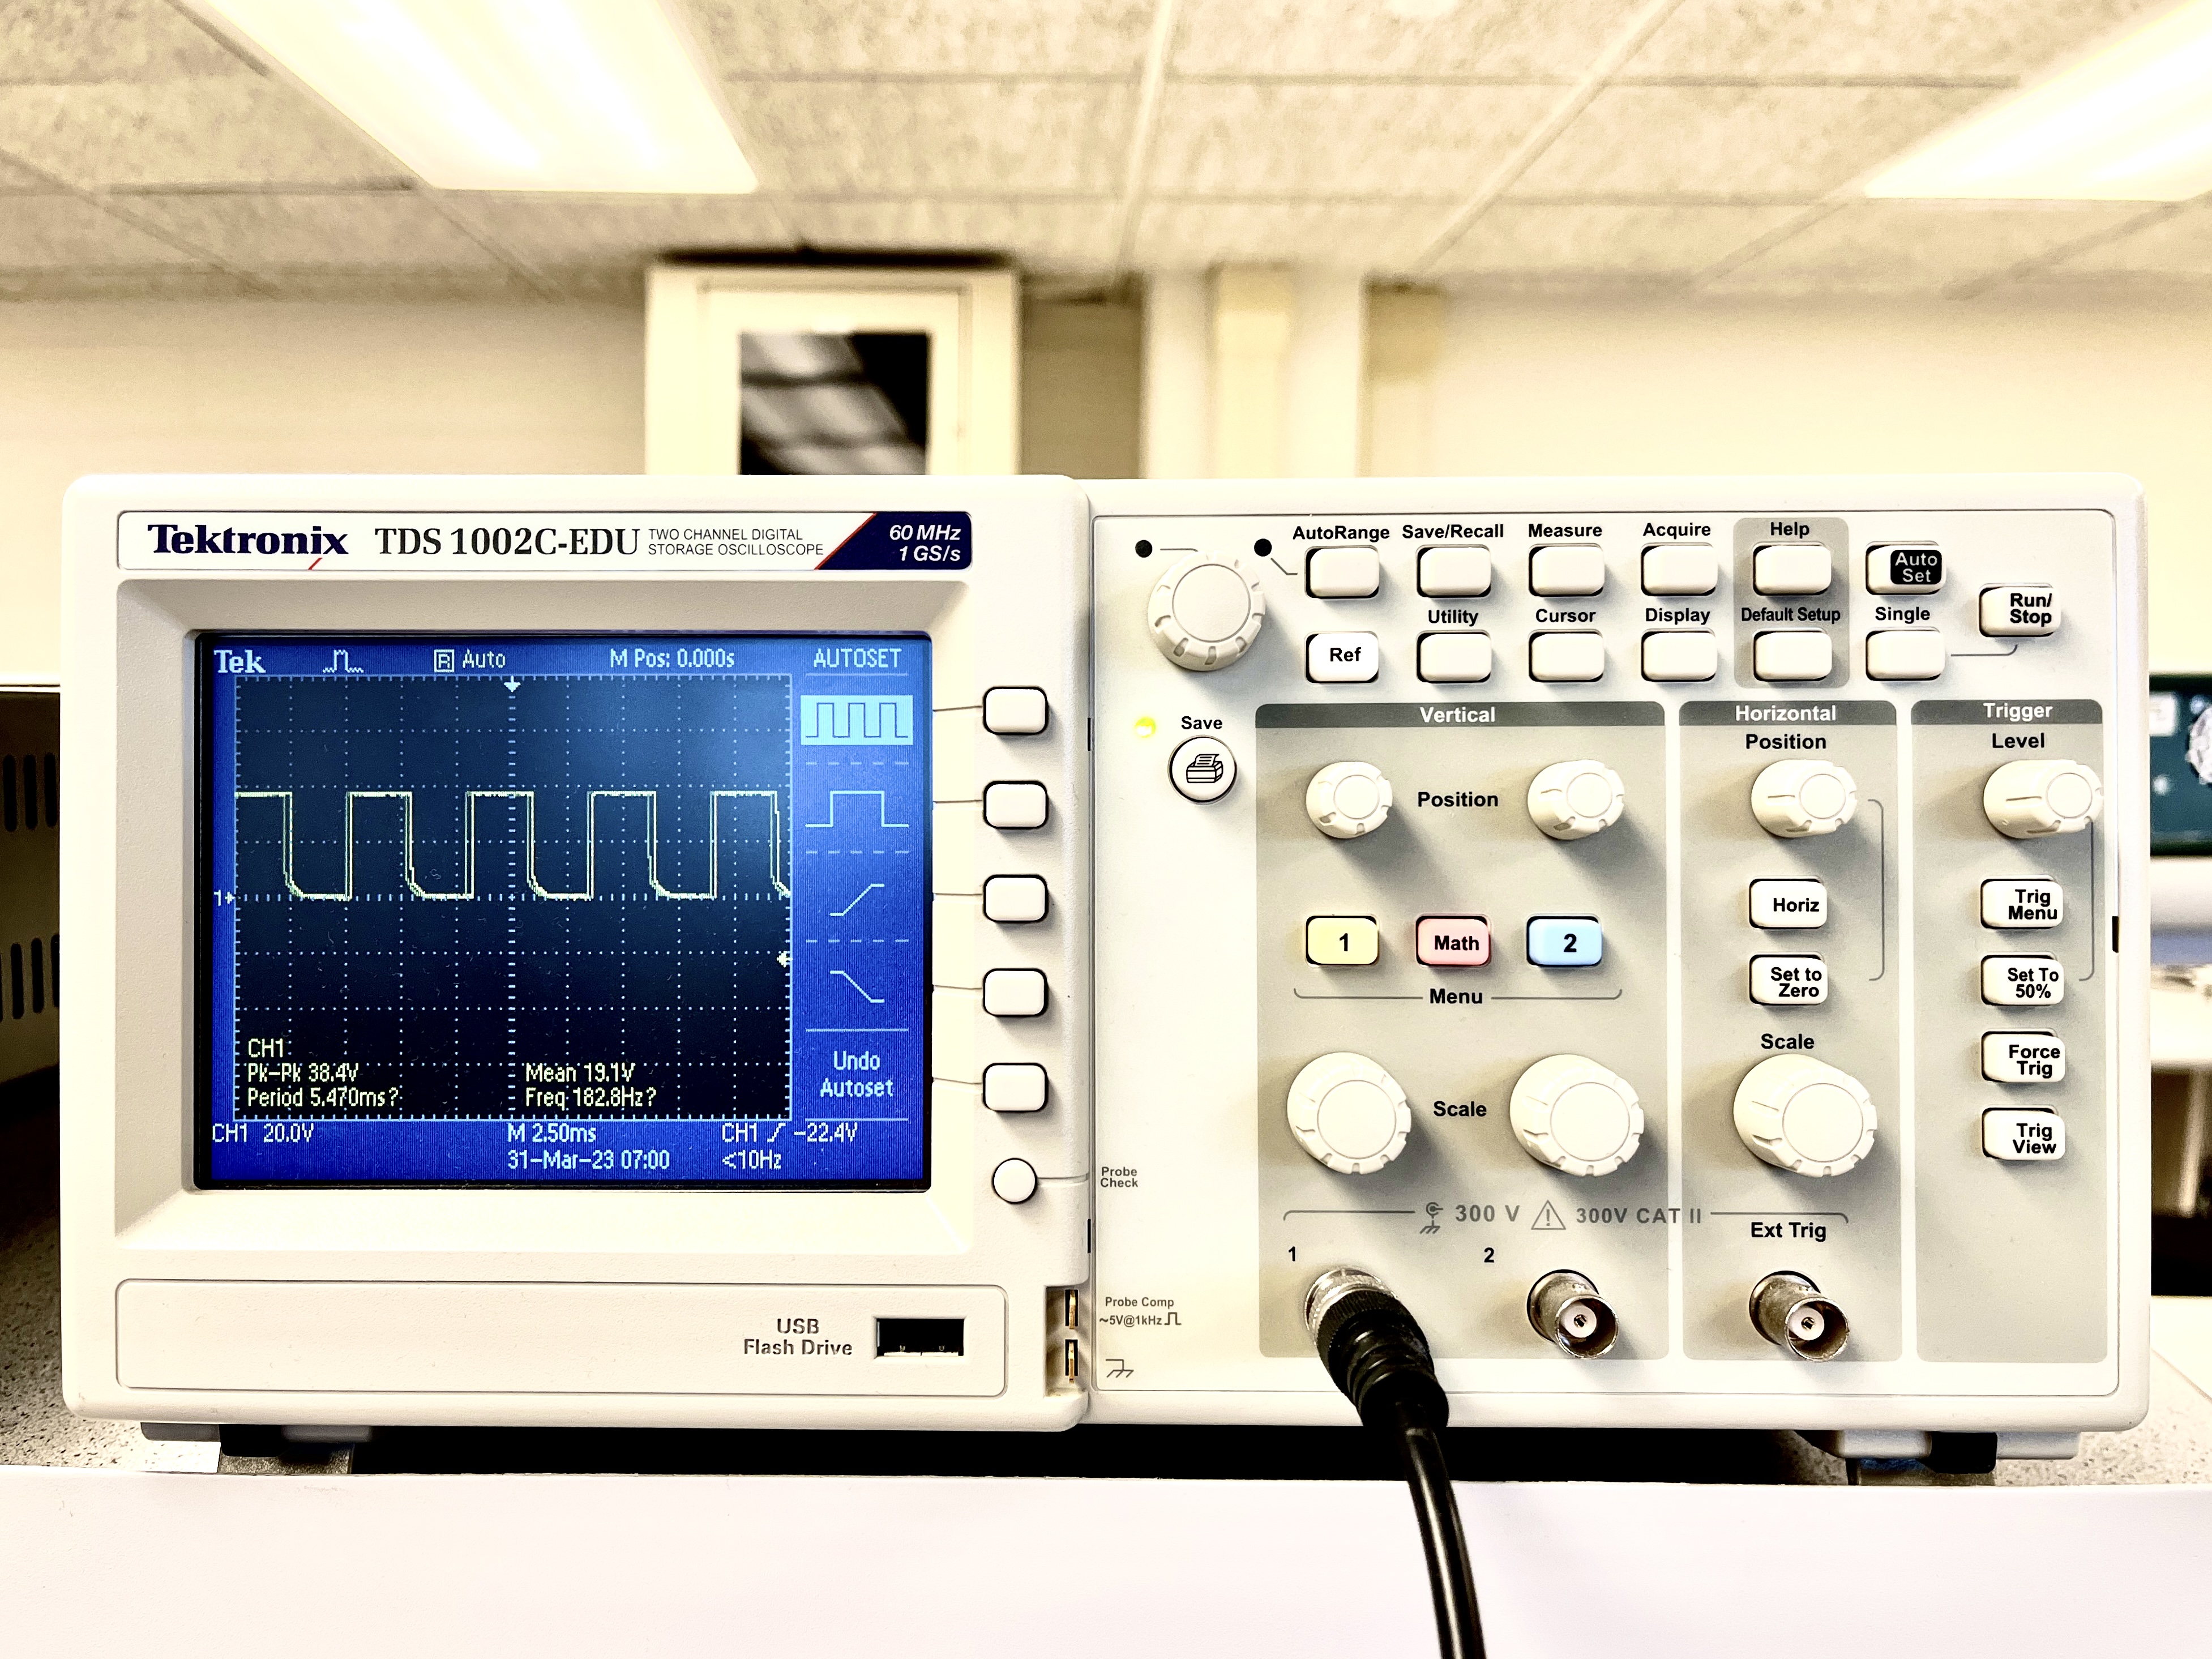 Tektronix TDS 1002C-EDU TWO CHANNEL DIGITAL
STORAGE OSCILLOSCOPE
60 MHz
1 GS/s
Tek R Auto M Pos: 0.000s AUTOSET
1
CH1
Pk-Pk 38.4V Mean 19.1V
Period 5.470ms? Freq 182.8Hz?
Undo
Autoset
CH1 20.0V M 2.50ms CH1 -22.4V
31-Mar-23 07:00 <10Hz
USB
Flash Drive
AutoRange Save/Recall Measure Acquire Help
Auto
Set
Utility Cursor Display Default Setup Single
Run/
Stop
Ref
Save
Vertical Horizontal Trigger
Position Level
Position
1 Math 2
Menu
Horiz
Set to
Zero
Trig
Menu
Set To
50%
Scale
Scale
Force
Trig
Trig
View
Probe
Check
300 V 300V CAT II
Ext Trig
1 2
Probe Comp
~5V@1kHz